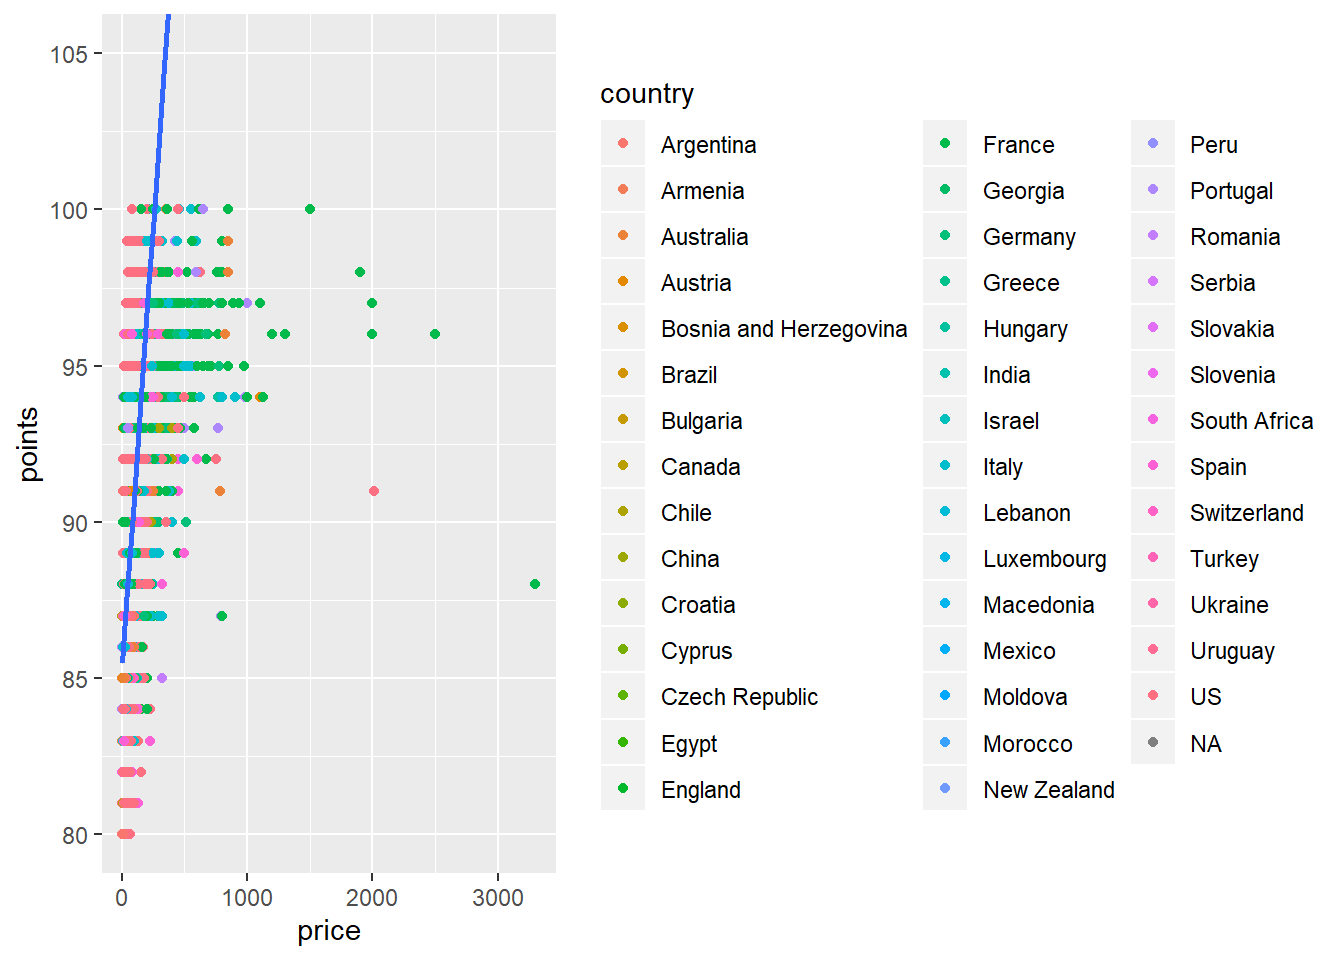 105
100
95
90
85
80
points
0
1000
2000
3000
price
country
Argentina
Armenia
Australia
Austria
Bosnia and Herzegovina
Brazil
Bulgaria
Canada
Chile
China
Croatia
Cyprus
Czech Republic
Egypt
England
France
Georgia
Germany
Greece
Hungary
India
Israel
Italy
Lebanon
Luxembourg
Macedonia
Mexico
Moldova
Morocco
New Zealand
Peru
Portugal
Romania
Serbia
Slovakia
Slovenia
South Africa
Spain
Switzerland
Turkey
Ukraine
Uruguay
US
NA